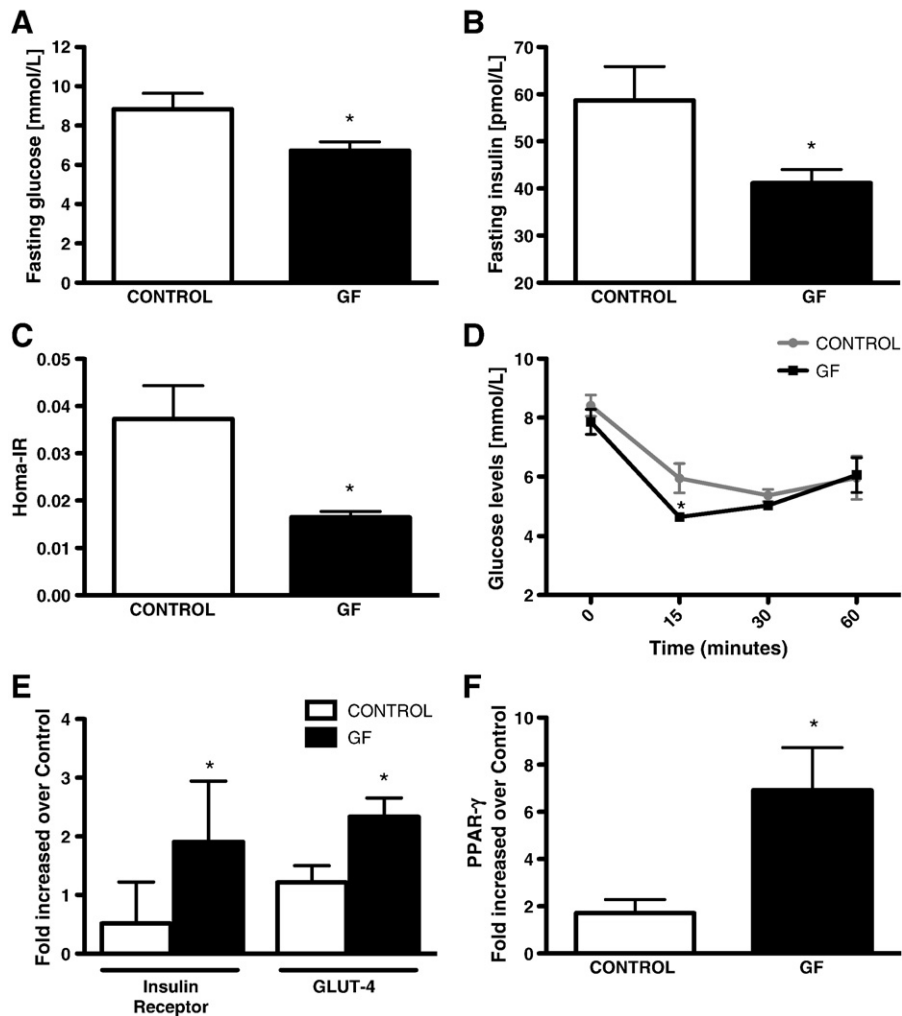 A
Fasting glucose [mmol/L]
12
10
8
6
4
2
0
*
CONTROL
GF
B
Fasting insulin [pmol/L]
70
60
50
40
30
20
*
CONTROL
GF
C
Homa-IR
0.05
0.04
0.03
0.02
0.01
0.00
*
CONTROL
GF
D
CONTROL
GF
Glucose levels [mmol/L]
10
8
6
4
2
*
0
15
30
60
Time (minutes)
E
CONTROL
GF
Fold increased over Control
4
3
2
1
0
*
*
Insulin
Receptor
GLUT-4
F
PPAR-γ
Fold increased over Control
10
8
6
4
2
0
*
CONTROL
GF